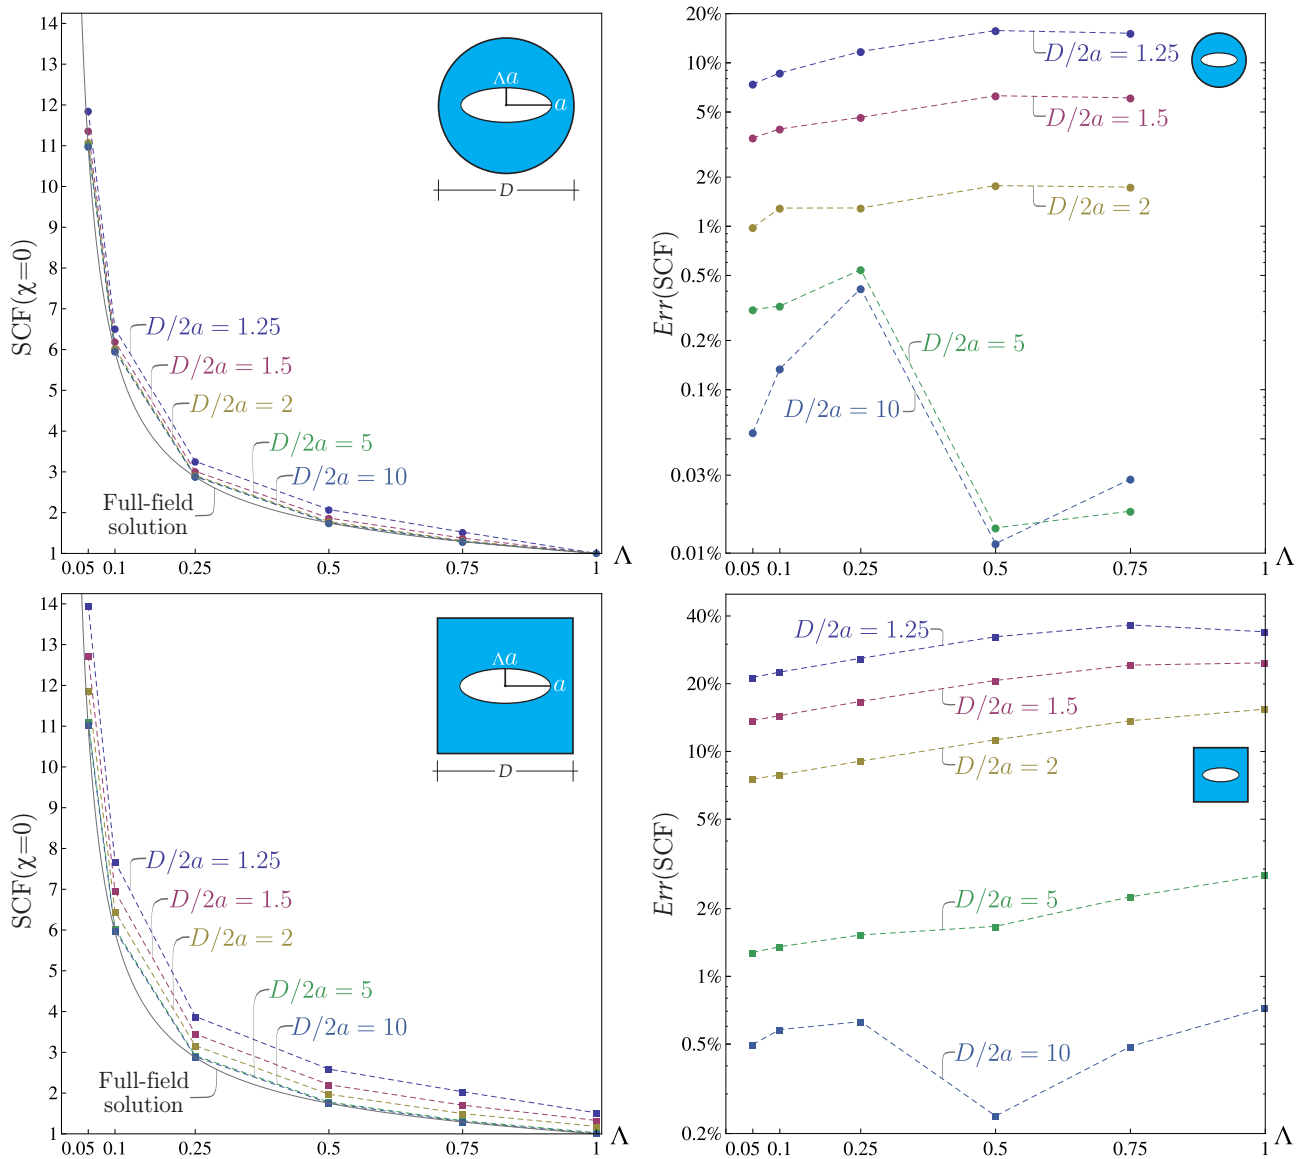 14
13
12
11
10
9
8
7
6
5
4
3
2
1
SCF(χ=0)
0.05 0.1 0.25 0.5 0.75 1 Λ
D/2a = 1.25
D/2a = 1.5
D/2a = 2
D/2a = 5
D/2a = 10
Full-field
solution
Λa
a
D
20%
10%
5%
2%
1%
0.5%
0.2%
0.1%
0.03%
0.01%
Err(SCF)
0.05 0.1 0.25 0.5 0.75 1 Λ
D/2a = 1.25
D/2a = 1.5
D/2a = 2
D/2a = 5
D/2a = 10
14
13
12
11
10
9
8
7
6
5
4
3
2
1
SCF(χ=0)
0.05 0.1 0.25 0.5 0.75 1 Λ
D/2a = 1.25
D/2a = 1.5
D/2a = 2
D/2a = 5
D/2a = 10
Full-field
solution
Λa
a
D
40%
20%
10%
5%
2%
1%
0.5%
0.2%
Err(SCF)
0.05 0.1 0.25 0.5 0.75 1 Λ
D/2a = 1.25
D/2a = 1.5
D/2a = 2
D/2a = 5
D/2a = 10